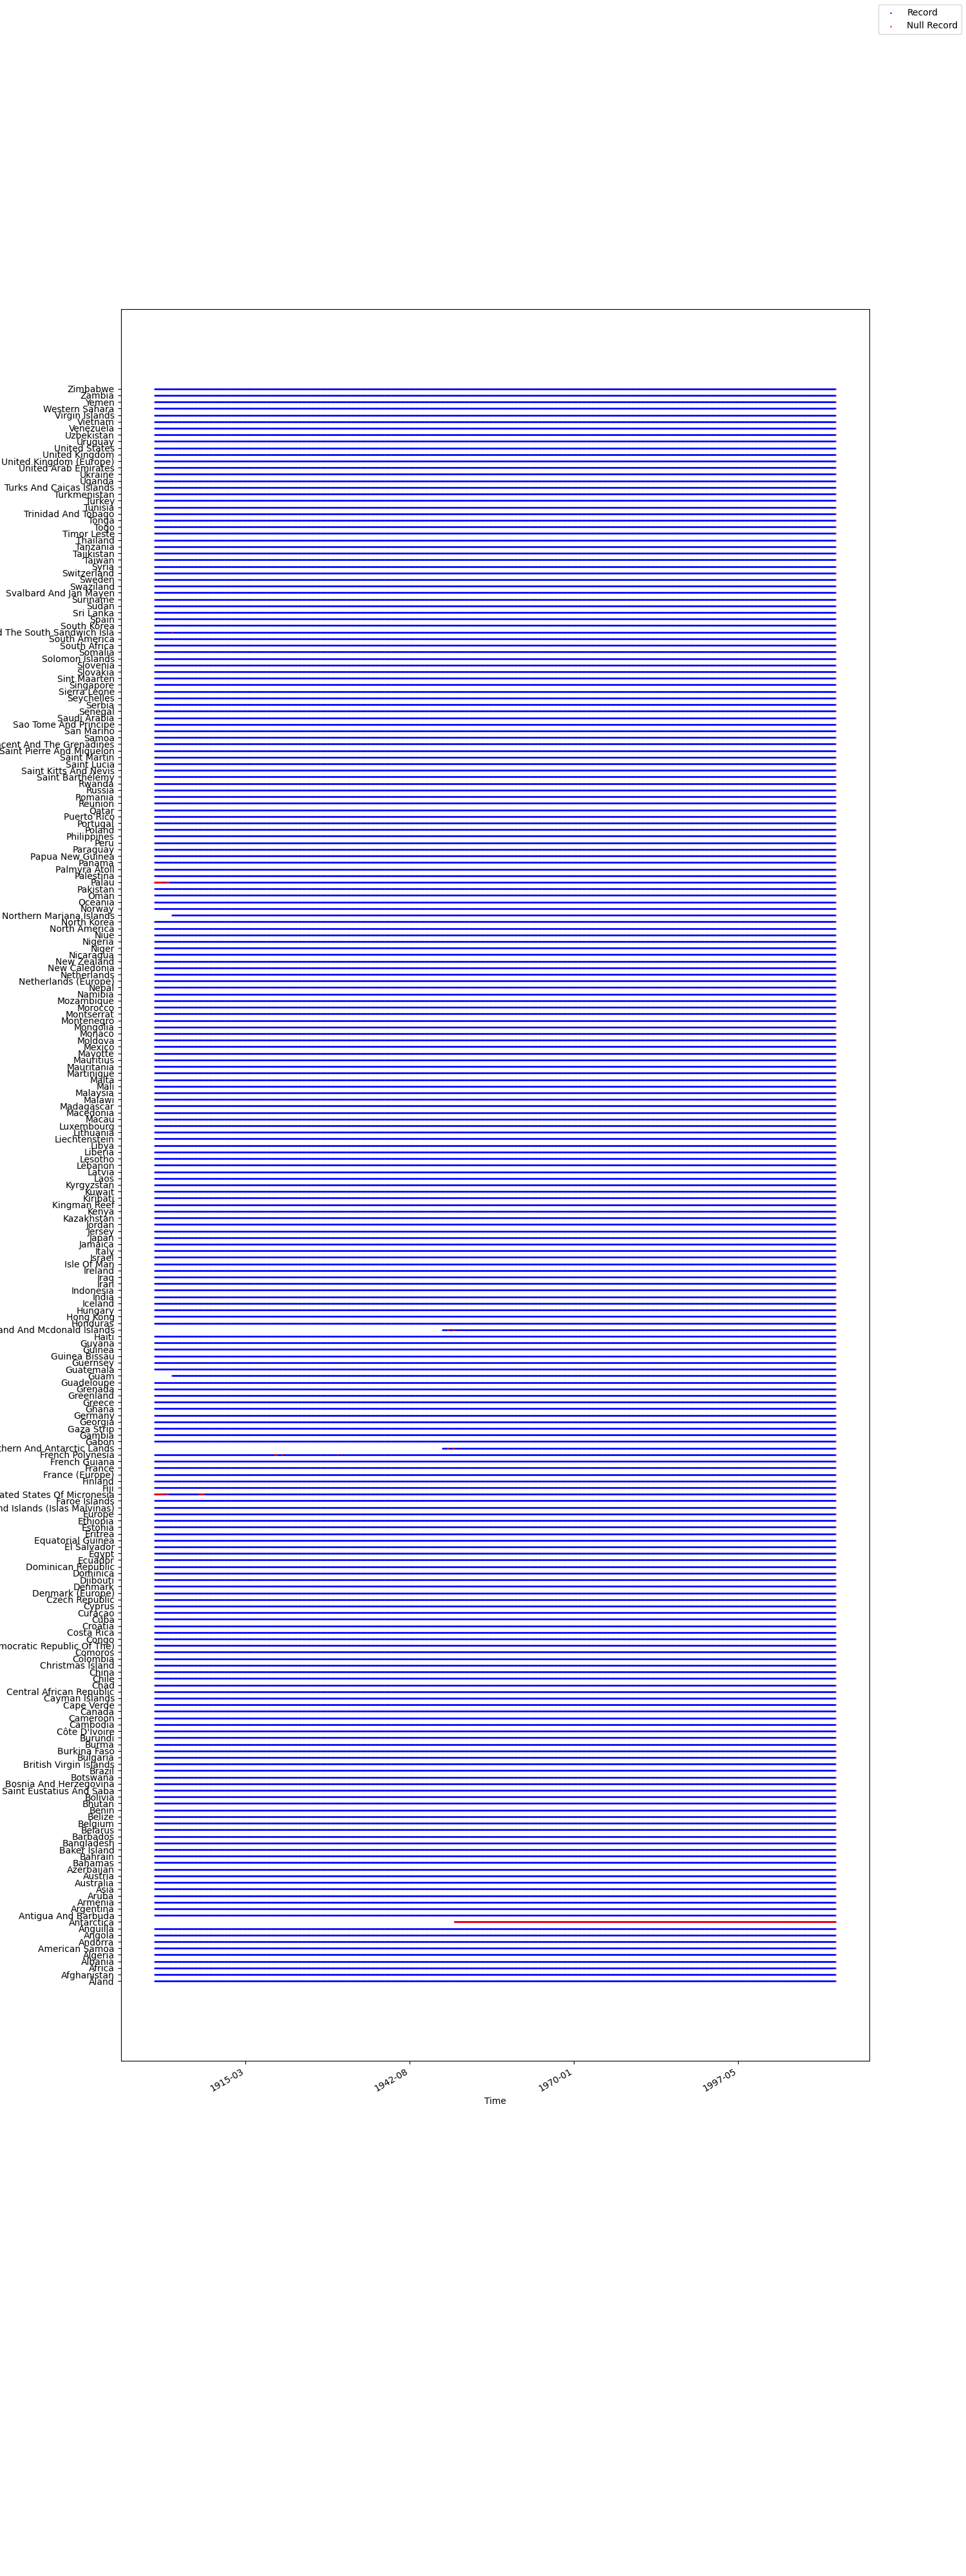 Record
Null Record
Zimbabwe
Zambia
Yemen
Western Sahara
Virgin Islands
Vietnam
Venezuela
Uzbekistan
Uruguay
United States
United Kingdom
United Kingdom (Europe)
United Arab Emirates
Ukraine
Uganda
Turks And Caicas Islands
Turkmenistan
Turkey
Tunisia
Trinidad And Tobago
Tonga
Togo
Timor Leste
Thailand
Tanzania
Tajikistan
Taiwan
Syria
Switzerland
Sweden
Swaziland
Svalbard And Jan Mayen
Suriname
Sudan
Sri Lanka
Spain
South Korea
d The South Sandwich Isla
South America
South Africa
Somalia
Solomon Islands
Slovenia
Slovakia
Sint Maarten
Singapore
Sierra Leone
Seychelles
Serbia
Senegal
Saudi Arabia
Sao Tome And Principe
San Marino
Samoa
cent And The Grenadines
Saint Pierre And Miquelon
Saint Martin
Saint Lucia
Saint Kitts And Nevis
Saint Barthélemy
Rwanda
Russia
Romania
Reunion
Qatar
Puerto Rico
Portugal
Poland
Philippines
Peru
Paraguay
Papua New Guinea
Panama
Palmyra Atoll
Palestina
Palau
Pakistan
Oman
Oceania
Norway
Northern Mariana Islands
North Korea
North America
Niue
Nigeria
Niger
Nicaragua
New Zealand
New Caledonia
Netherlands
Netherlands (Europe)
Nepal
Namibia
Mozambique
Morocco
Montserrat
Montenegro
Mongolia
Monaco
Moldova
Mexico
Mayotte
Mauritius
Mauritania
Martinique
Malta
Mali
Malaysia
Malawi
Madagascar
Macedonia
Macau
Luxembourg
Lithuania
Liechtenstein
Libya
Liberia
Lesotho
Lebanon
Latvia
Laos
Kyrgyzstan
Kuwait
Kiribati
Kingman Reef
Kenya
Kazakhstan
Jordan
Jersey
Japan
Jamaica
Italy
Israel
Isle Of Man
Ireland
Iraq
Iran
Indonesia
India
Iceland
Hungary
Hong Kong
Honduras
and And Mcdonald Islands
Haiti
Guyana
Guinea
Guinea Bissau
Guernsey
Guatemala
Guam
Guadeloupe
Grenada
Greenland
Greece
Ghana
Germany
Georgia
Gaza Strip
Gambia
Gabon
hern And Antarctic Lands
French Polynesia
French Guiana
France
France (Europe)
Finland
Fiji
ated States Of Micronesia
Faroe Islands
nd Islands (Islas Malvinas)
Europe
Ethiopia
Estonia
Eritrea
Equatorial Guinea
El Salvador
Egypt
Ecuador
Dominican Republic
Dominica
Djibouti
Denmark
Denmark (Europe)
Czech Republic
Cyprus
Curaçao
Cuba
Croatia
Costa Rica
Congo
mocratic Republic Of The)
Comoros
Colombia
Christmas Island
China
Chile
Chad
Central African Republic
Cayman Islands
Cape Verde
Canada
Cameroon
Cambodia
Côte D'Ivoire
Burundi
Burma
Burkina Faso
Bulgaria
British Virgin Islands
Brazil
Botswana
Bosnia And Herzegovina
Saint Eustatius And Saba
Bolivia
Bhutan
Benin
Belize
Belgium
Belarus
Barbados
Bangladesh
Baker Island
Bahrain
Bahamas
Azerbaijan
Austria
Australia
Asia
Aruba
Armenia
Argentina
Antigua And Barbuda
Antarctica
Anguilla
Angola
Andorra
American Samoa
Algeria
Albania
Africa
Afghanistan
Åland
1915-03
1942-08
1970-01
1997-05
Time